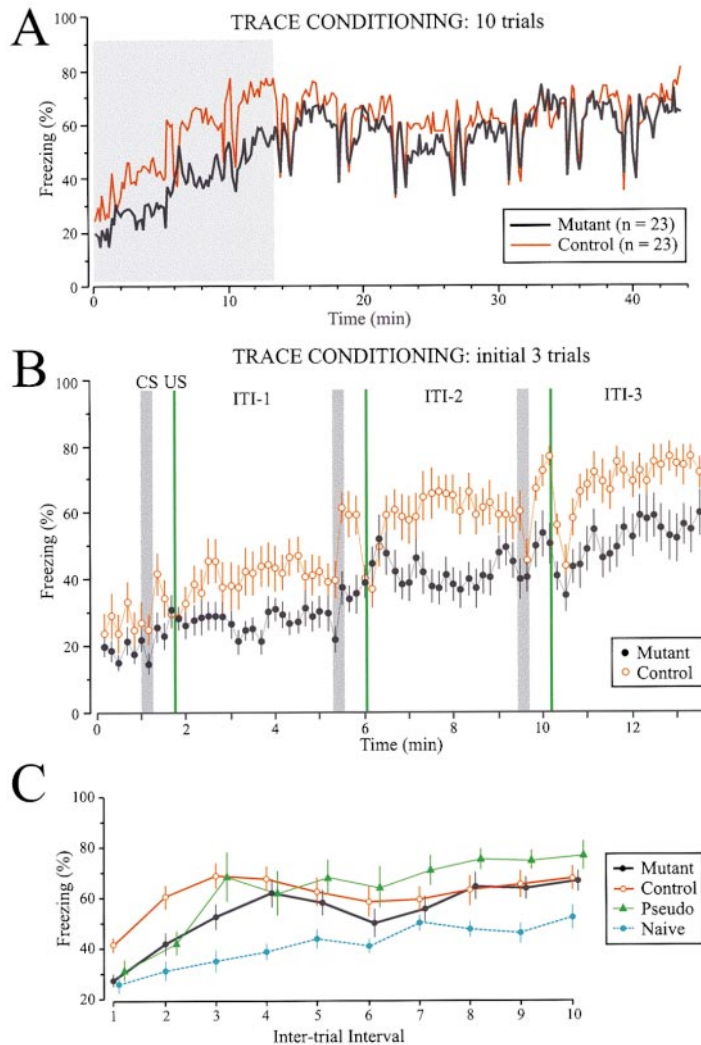 A
TRACE CONDITIONING: 10 trials
100
80
60
40
20
0
Freezing (%)
Mutant (n = 23)
Control (n = 23)
0 10 20 30 40
Time (min)
B
TRACE CONDITIONING: initial 3 trials
CS US ITI-1 ITI-2 ITI-3
100
80
60
40
20
0
Freezing (%)
Mutant
Control
0 2 4 6 8 10 12
Time (min)
C
100
80
60
40
20
Freezing (%)
Mutant
Control
Pseudo
Naive
1 2 3 4 5 6 7 8 9 10
Inter-trial Interval